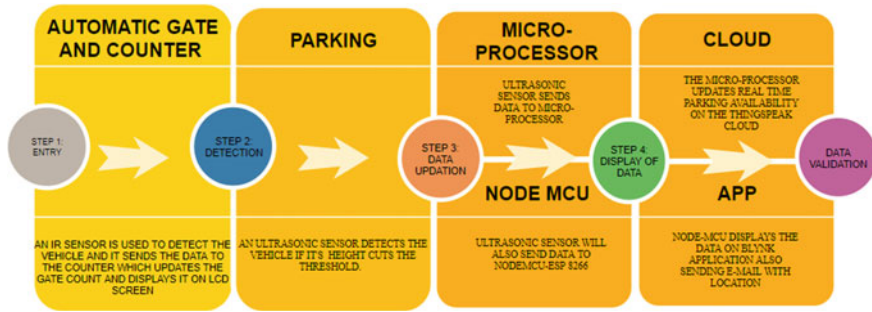 AUTOMATIC GATE
AND COUNTER
STEP 1:
ENTRY
AN IR SENSOR IS USED TO DETECT THE
VEHICLE AND IT SENDS THE DATA TO
THE COUNTER WHICH UPDATES THE
GATE COUNT AND DISPLAYS IT ON LCD
SCREEN
PARKING
STEP 2:
DETECTION
AN ULTRASONIC SENSOR DETECTS THE
VEHICLE IF IT'S HEIGHT CUTS THE
THRESHOLD.
MICRO-
PROCESSOR
ULTRASONIC
SENSOR SENDS
DATA TO MICRO-
PROCESSOR
STEP 3:
DATA
UPDATION
NODE MCU
ULTRASONIC SENSOR WILL
ALSO SEND DATA TO
NODEMCU-ESP 8266
CLOUD
THE MICRO-PROCESSOR
UPDATES REAL TIME
PARKING AVAILABILITY
ON THE THINGSPEAK
CLOUD
STEP 4:
DISPLAY OF
DATA
APP
NODE-MCU DISPLAYS THE
DATA ON BLYNK
APPLICATION ALSO
SENDING E-MAIL WITH
LOCATION
DATA
VALIDATION